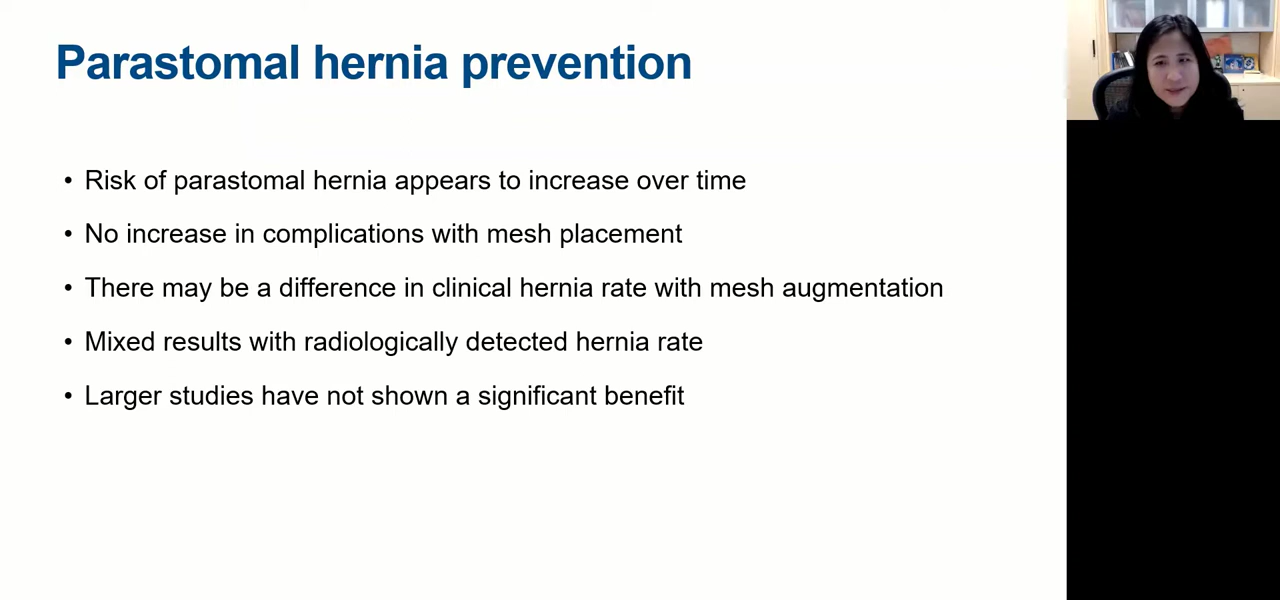 Parastomal hernia prevention
• Risk of parastomal hernia appears to increase over time
• No increase in complications with mesh placement
• There may be a difference in clinical hernia rate with mesh augmentation
• Mixed results with radiologically detected hernia rate
• Larger studies have not shown a significant benefit